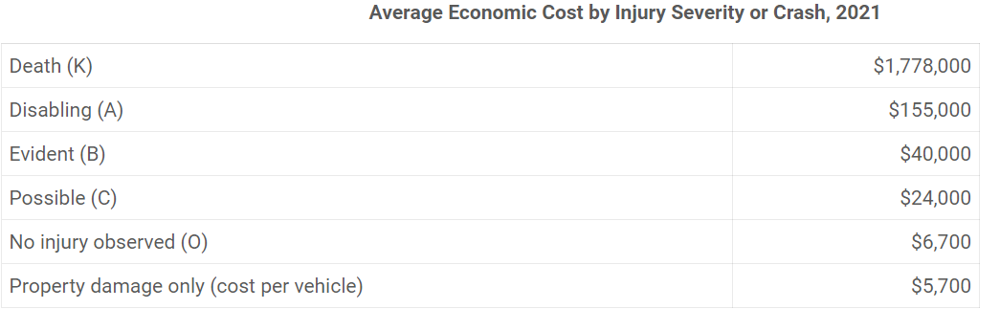 Average Economic Cost by Injury Severity or Crash, 2021
Death (K) $1,778,000
Disabling (A) $155,000
Evident (B) $40,000
Possible (C) $24,000
No injury observed (O) $6,700
Property damage only (cost per vehicle) $5,700